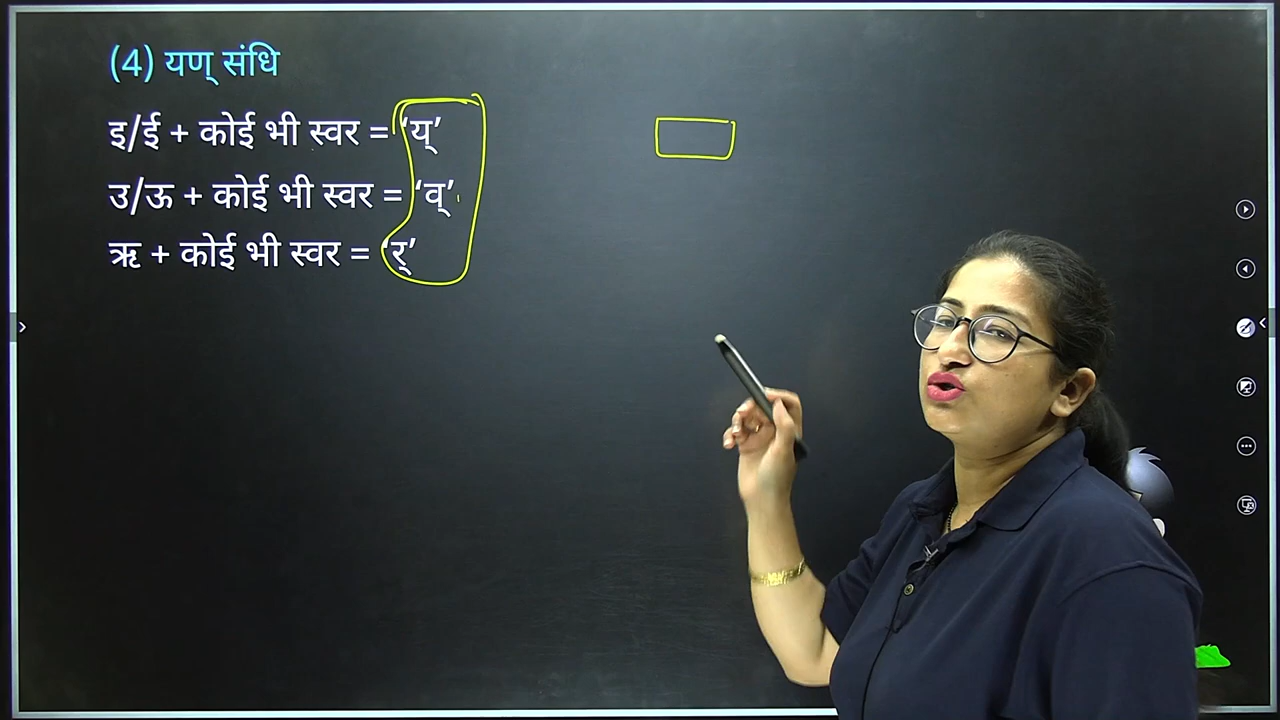 (4) यण् संधि
इ/ई + कोई भी स्वर = ‘य्’
उ/ऊ + कोई भी स्वर = ‘व्’
ऋ + कोई भी स्वर = ‘र्’